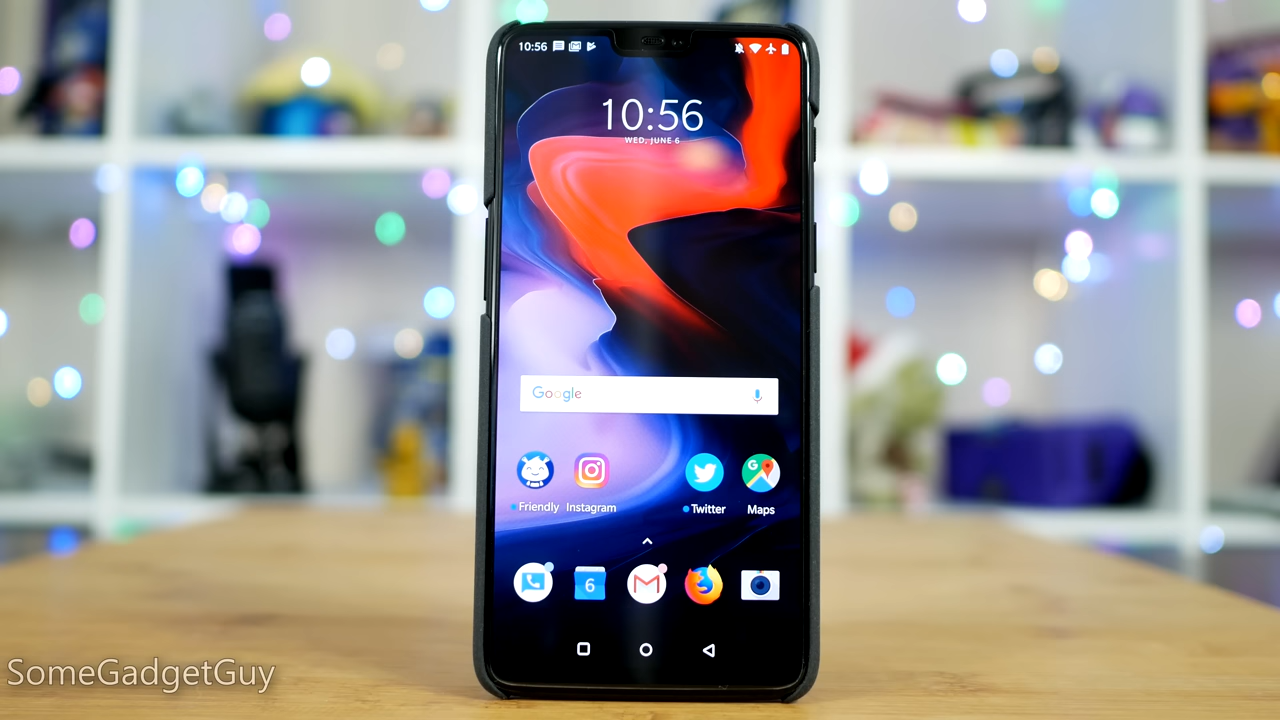 10:56
10:56
WED, JUNE 6
Google
Friendly Instagram Twitter Maps
6
SomeGadgetGuy